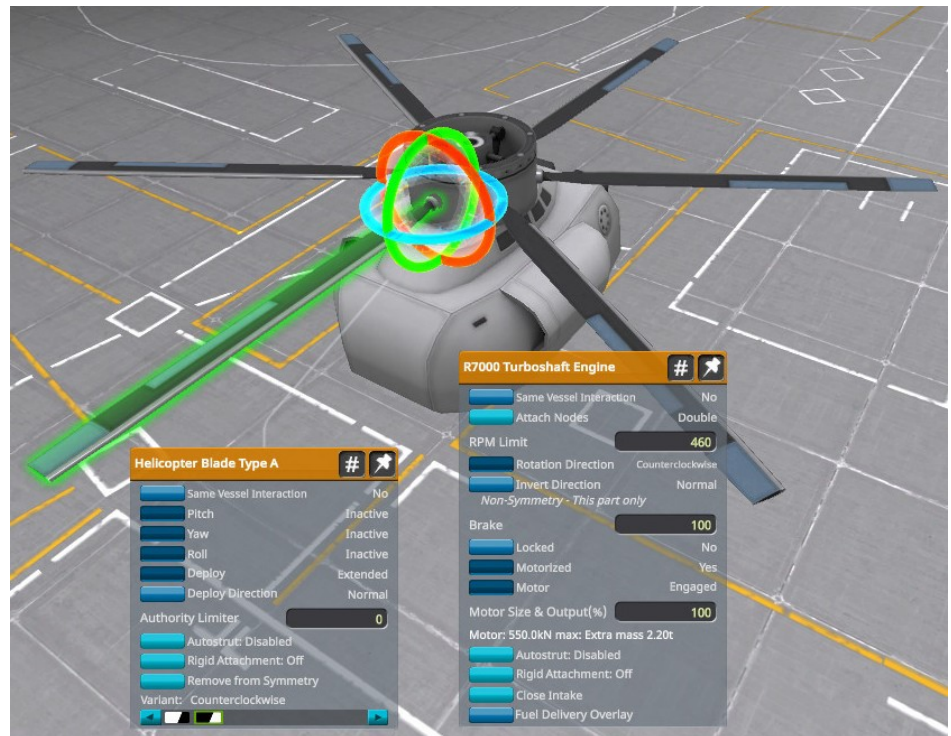 R7000 Turboshaft Engine #
Same Vessel Interaction No
Attach Nodes Double
RPM Limit 460
Rotation Direction Counterclockwise
Invert Direction Normal
Non-Symmetry - This part only
Brake 100
Locked No
Motorized Yes
Motor Engaged
Motor Size & Output(%) 100
Motor: 550.0kN max: Extra mass 2.20t
Autostrut: Disabled
Rigid Attachment: Off
Close Intake
Fuel Delivery Overlay
Helicopter Blade Type A #
Same Vessel Interaction No
Pitch Inactive
Yaw Inactive
Roll Inactive
Deploy Extended
Deploy Direction Normal
Authority Limiter 0
Autostrut: Disabled
Rigid Attachment: Off
Remove from Symmetry
Variant: Counterclockwise